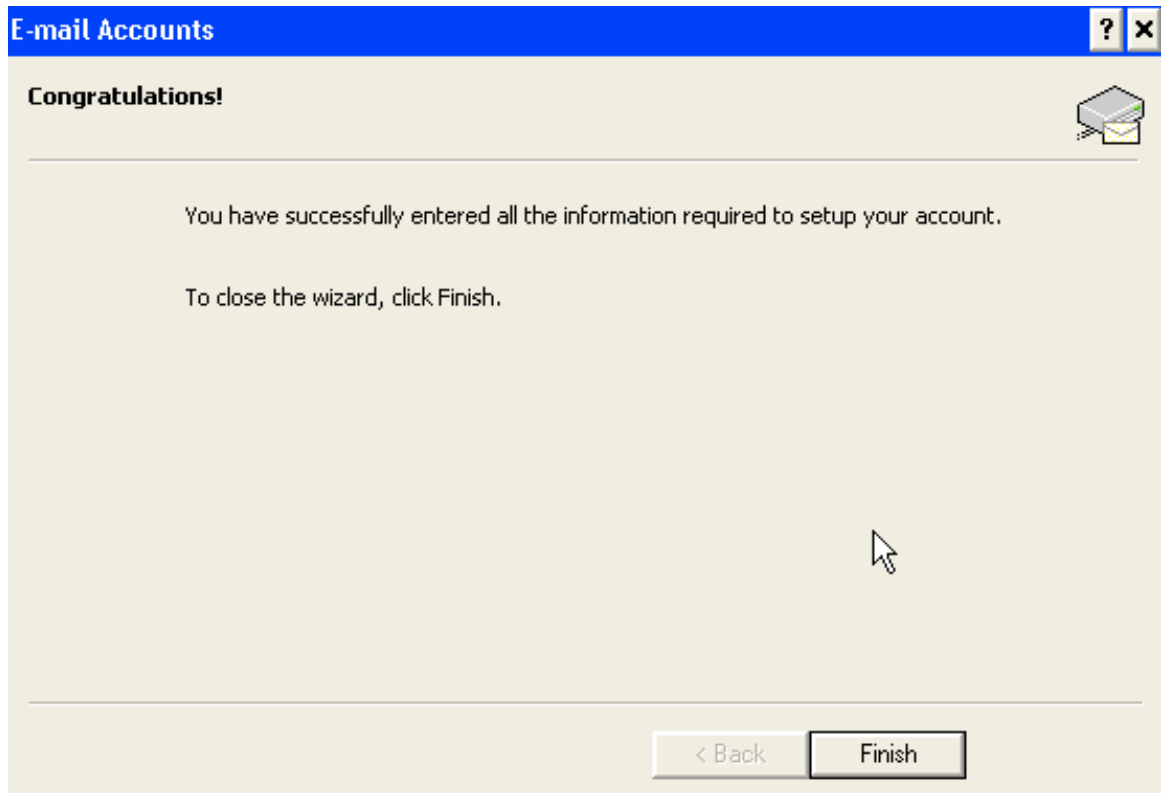 E-mail Accounts
?
Congratulations!
You have successfully entered all the information required to setup your account.
To close the wizard, click Finish.
< Back
Finish